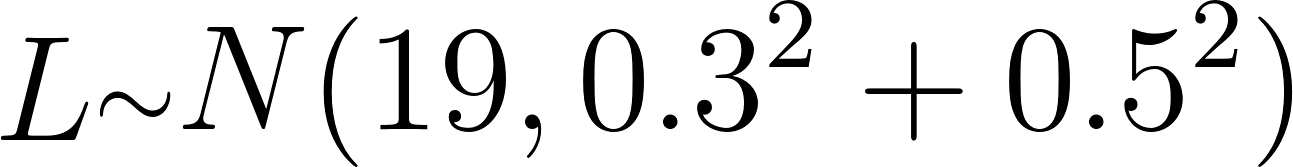 L~N(19, 0.3² + 0.5²)